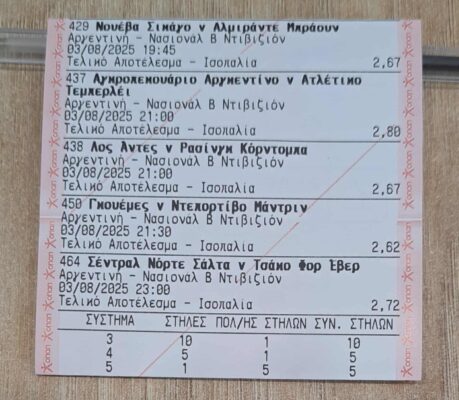 429 Νουέβα Σικάγο ν Αλμιράντε Μπράουν
Αργεντινή - Νασιονάλ Β Ντιβιζιόν
03/08/2025 19:45
Τελικό Αποτέλεσμα - Ισοπαλία 2,67
437 Αγκροπεκουάριο Αργκεντίνο ν Ατλέτικο
Τεμπερλέι
Αργεντινή - Νασιονάλ Β Ντιβιζιόν
03/08/2025 21:00
Τελικό Αποτέλεσμα - Ισοπαλία 2,80
438 Λος Άντες ν Ρασίνγκ Κόρντομπα
Αργεντινή - Νασιονάλ Β Ντιβιζιόν
03/08/2025 21:00
Τελικό Αποτέλεσμα - Ισοπαλία 2,67
450 Γκουέμες ν Ντεπορτίβο Μάντριν
Αργεντινή - Νασιονάλ Β Ντιβιζιόν
03/08/2025 21:30
Τελικό Αποτέλεσμα - Ισοπαλία 2,62
464 Σέντραλ Νόρτε Σάλτα ν Τσάκο Φορ Έβερ
Αργεντινή - Νασιονάλ Β Ντιβιζιόν
03/08/2025 23:00
Τελικό Αποτέλεσμα - Ισοπαλία 2,72
ΣΥΣΤΗΜΑ ΣΤΗΛΕΣ ΠΟΛ/ΗΣ ΣΤΗΛΩΝ ΣΥΝ. ΣΤΗΛΩΝ
3 10 1 10
4 5 1 5
5 1 5 5